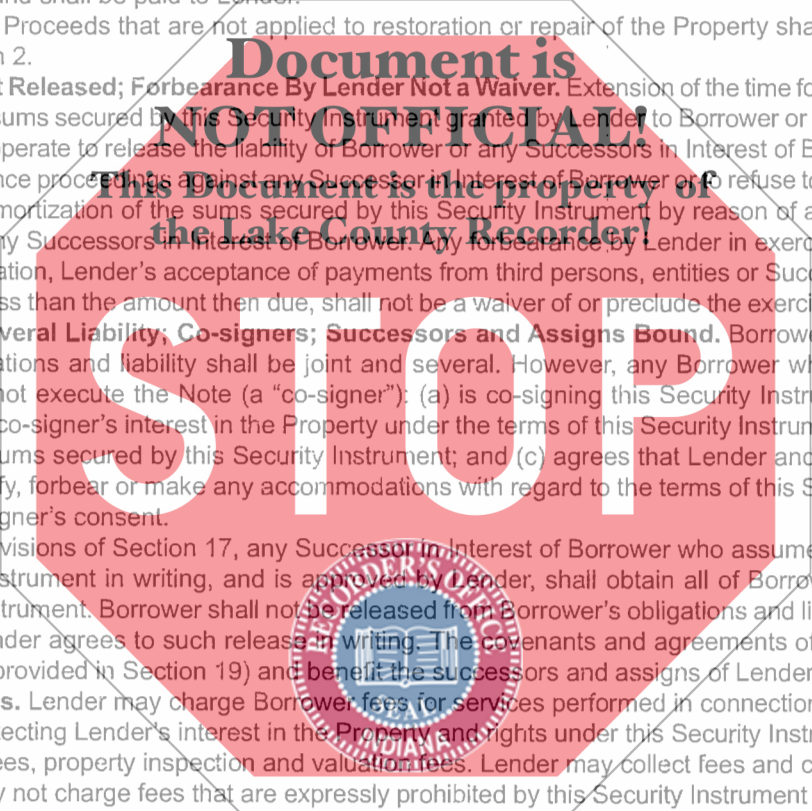 and shall be paid to Lender.
Proceeds that are not applied to restoration or repair of the Property sha
n 2.
t Released; Forbearance By Lender Not a Waiver. Extension of the time fo
sums secured by this Security Instrument granted by Lender to Borrower or
perate to release the liability of Borrower or any Successors in Interest of B
nce proceedings against any Successor in Interest of Borrower or to refuse to
mortization of the sums secured by this Security Instrument by reason of a
ny Successors in Interest of Borrower. Any forbearance by Lender in exerc
ation, Lender's acceptance of payments from third persons, entities or Succ
ss than the amount then due, shall not be a waiver of or preclude the exerc
veral Liability; Co-signers; Successors and Assigns Bound. Borrowe
ations and liability shall be joint and several. However, any Borrower wh
not execute the Note (a “co-signer”): (a) is co-signing this Security Instru
co-signer's interest in the Property under the terms of this Security Instrum
ums secured by this Security Instrument; and (c) agrees that Lender and
fy, forbear or make any accommodations with regard to the terms of this S
gner's consent.
visions of Section 17, any Successor in Interest of Borrower who assume
strument in writing, and is approved by Lender, shall obtain all of Borro
trument. Borrower shall not be released from Borrower's obligations and li
nder agrees to such release in writing. The covenants and agreements of
provided in Section 19) and benefit the successors and assigns of Lender
s. Lender may charge Borrower fees for services performed in connection
tecting Lender's interest in the Property and rights under this Security Instr
ees, property inspection and valuation fees. Lender may collect fees and c
y not charge fees that are expressly prohibited by this Security Instrument
Document is
NOT OFFICIAL!
This Document is the property of
the Lake County Recorder!
STOP
RECORDER'S OFFICE
SEAL
INDIANA